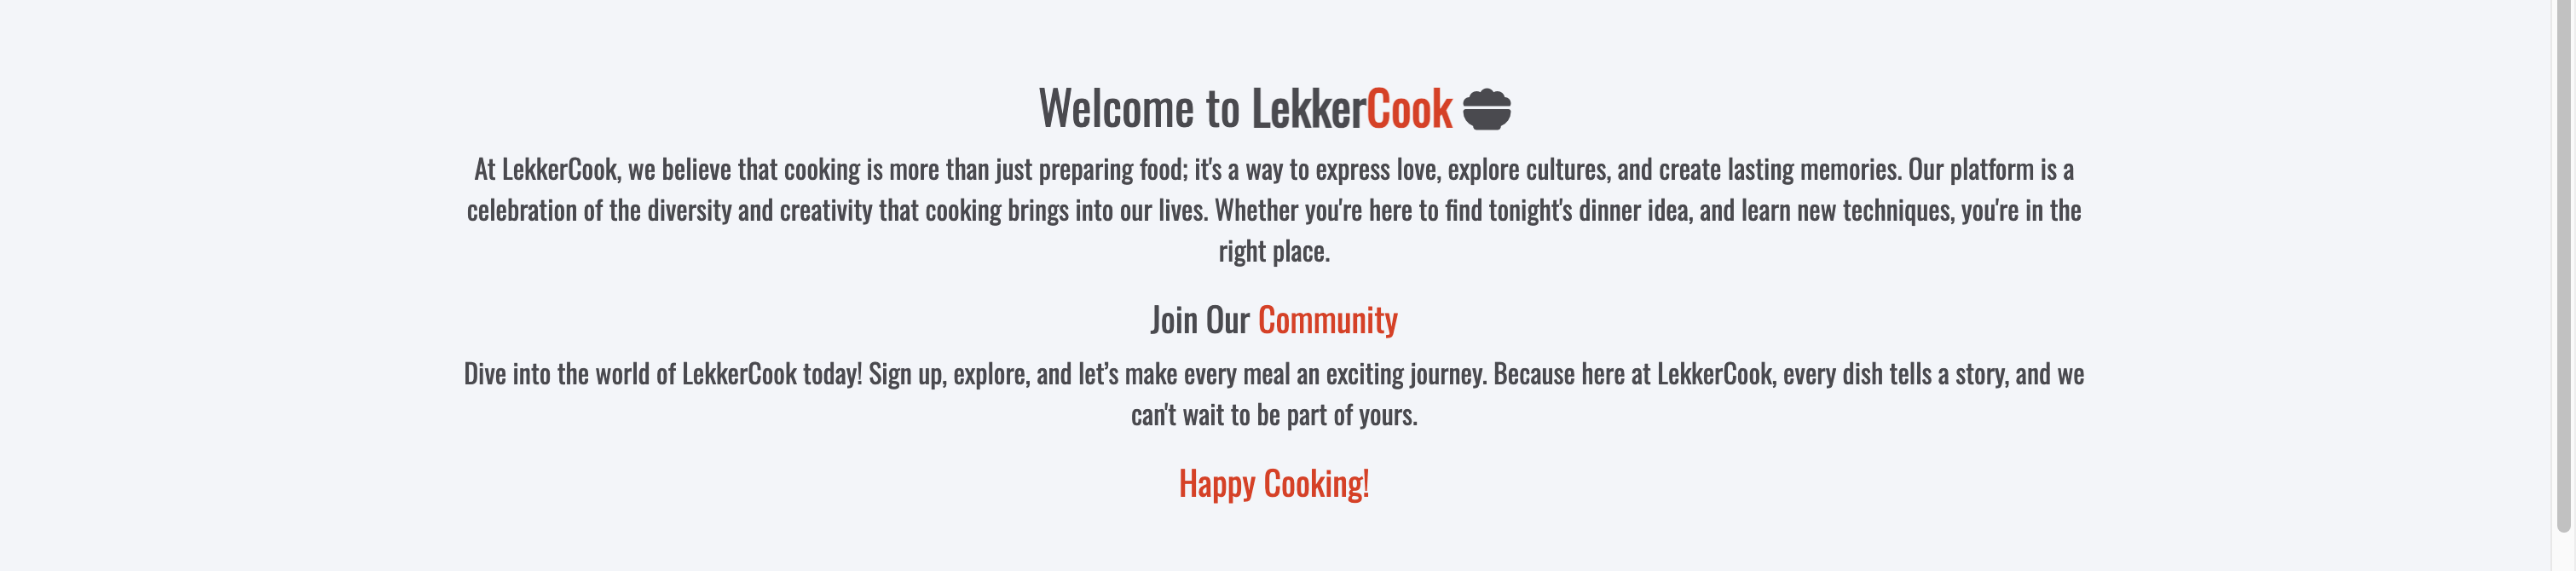 Welcome to LekkerCook
At LekkerCook, we believe that cooking is more than just preparing food; it's a way to express love, explore cultures, and create lasting memories. Our platform is a
celebration of the diversity and creativity that cooking brings into our lives. Whether you're here to find tonight's dinner idea, and learn new techniques, you're in the
right place.
Join Our Community
Dive into the world of LekkerCook today! Sign up, explore, and let’s make every meal an exciting journey. Because here at LekkerCook, every dish tells a story, and we
can't wait to be part of yours.
Happy Cooking!